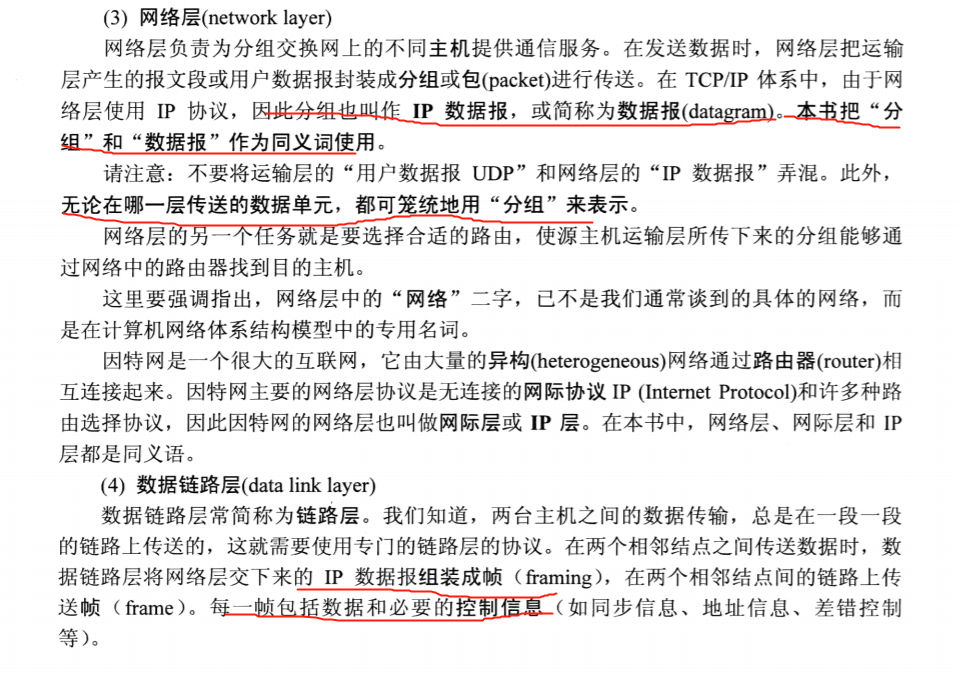 (3) 网络层(network layer)
网络层负责为分组交换网上的不同主机提供通信服务。在发送数据时，网络层把运输
层产生的报文段或用户数据报封装成分组或包(packet)进行传送。在 TCP/IP 体系中，由于网
络层使用 IP 协议，因此分组也叫作 IP 数据报，或简称为数据报(datagram)。本书把“分
组”和“数据报”作为同义词使用。
请注意：不要将运输层的“用户数据报 UDP”和网络层的“IP 数据报”弄混。此外，
无论在哪一层传送的数据单元，都可笼统地用“分组”来表示。
网络层的另一个任务就是要选择合适的路由，使源主机运输层所传下来的分组能够通
过网络中的路由器找到目的主机。
这里要强调指出，网络层中的“网络”二字，已不是我们通常谈到的具体的网络，而
是在计算机网络体系结构模型中的专用名词。
因特网是一个很大的互联网，它由大量的异构(heterogeneous)网络通过路由器(router)相
互连接起来。因特网主要的网络层协议是无连接的网际协议 IP (Internet Protocol)和许多种路
由选择协议，因此因特网的网络层也叫做网际层或 IP 层。在本书中，网络层、网际层和 IP
层都是同义语。
(4) 数据链路层(data link layer)
数据链路层常简称为链路层。我们知道，两台主机之间的数据传输，总是在一段一段
的链路上传送的，这就需要使用专门的链路层的协议。在两个相邻结点之间传送数据时，数
据链路层将网络层交下来的 IP 数据报组装成帧（framing），在两个相邻结点间的链路上传
送帧（frame）。每一帧包括数据和必要的控制信息（如同步信息、地址信息、差错控制
等）。